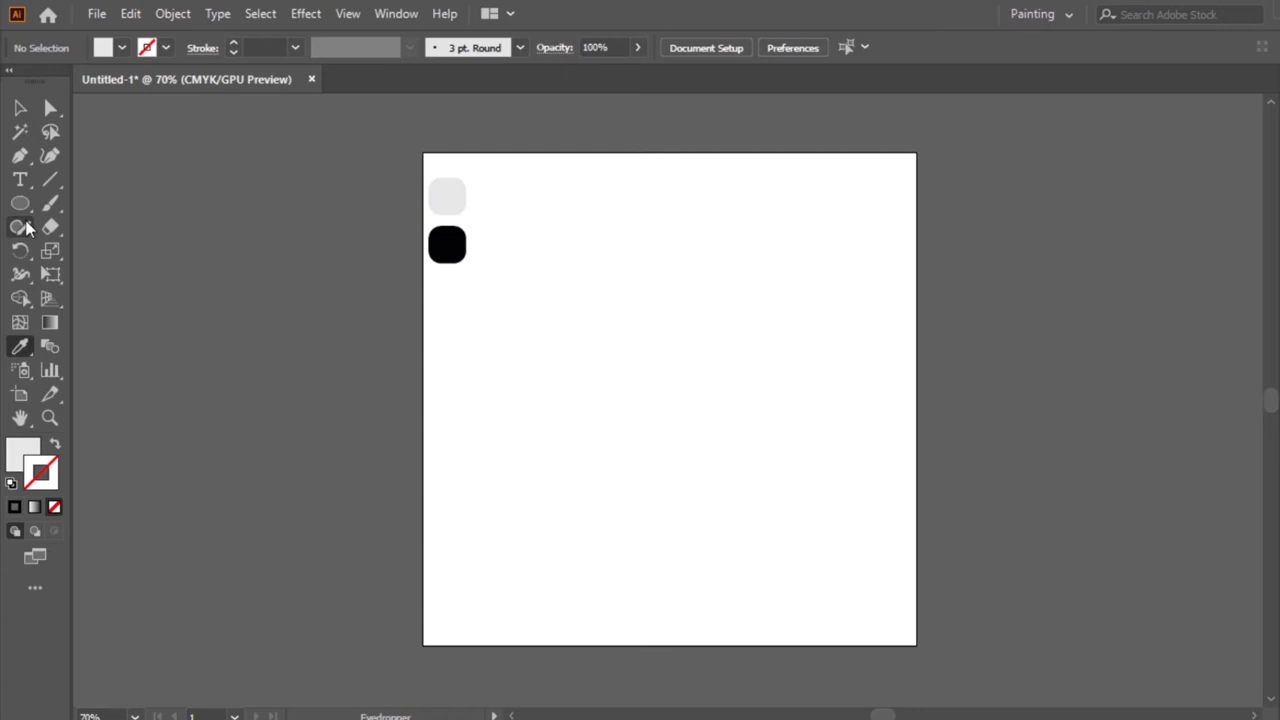 Ai File Edit Object Type Select Effect View Window Help Painting Search Adobe Stock
No Selection Stroke: 3 pt. Round Opacity: 100% Document Setup Preferences
Untitled-1* @ 70% (CMYK/GPU Preview) ×
T
70% 1 Eyedropper